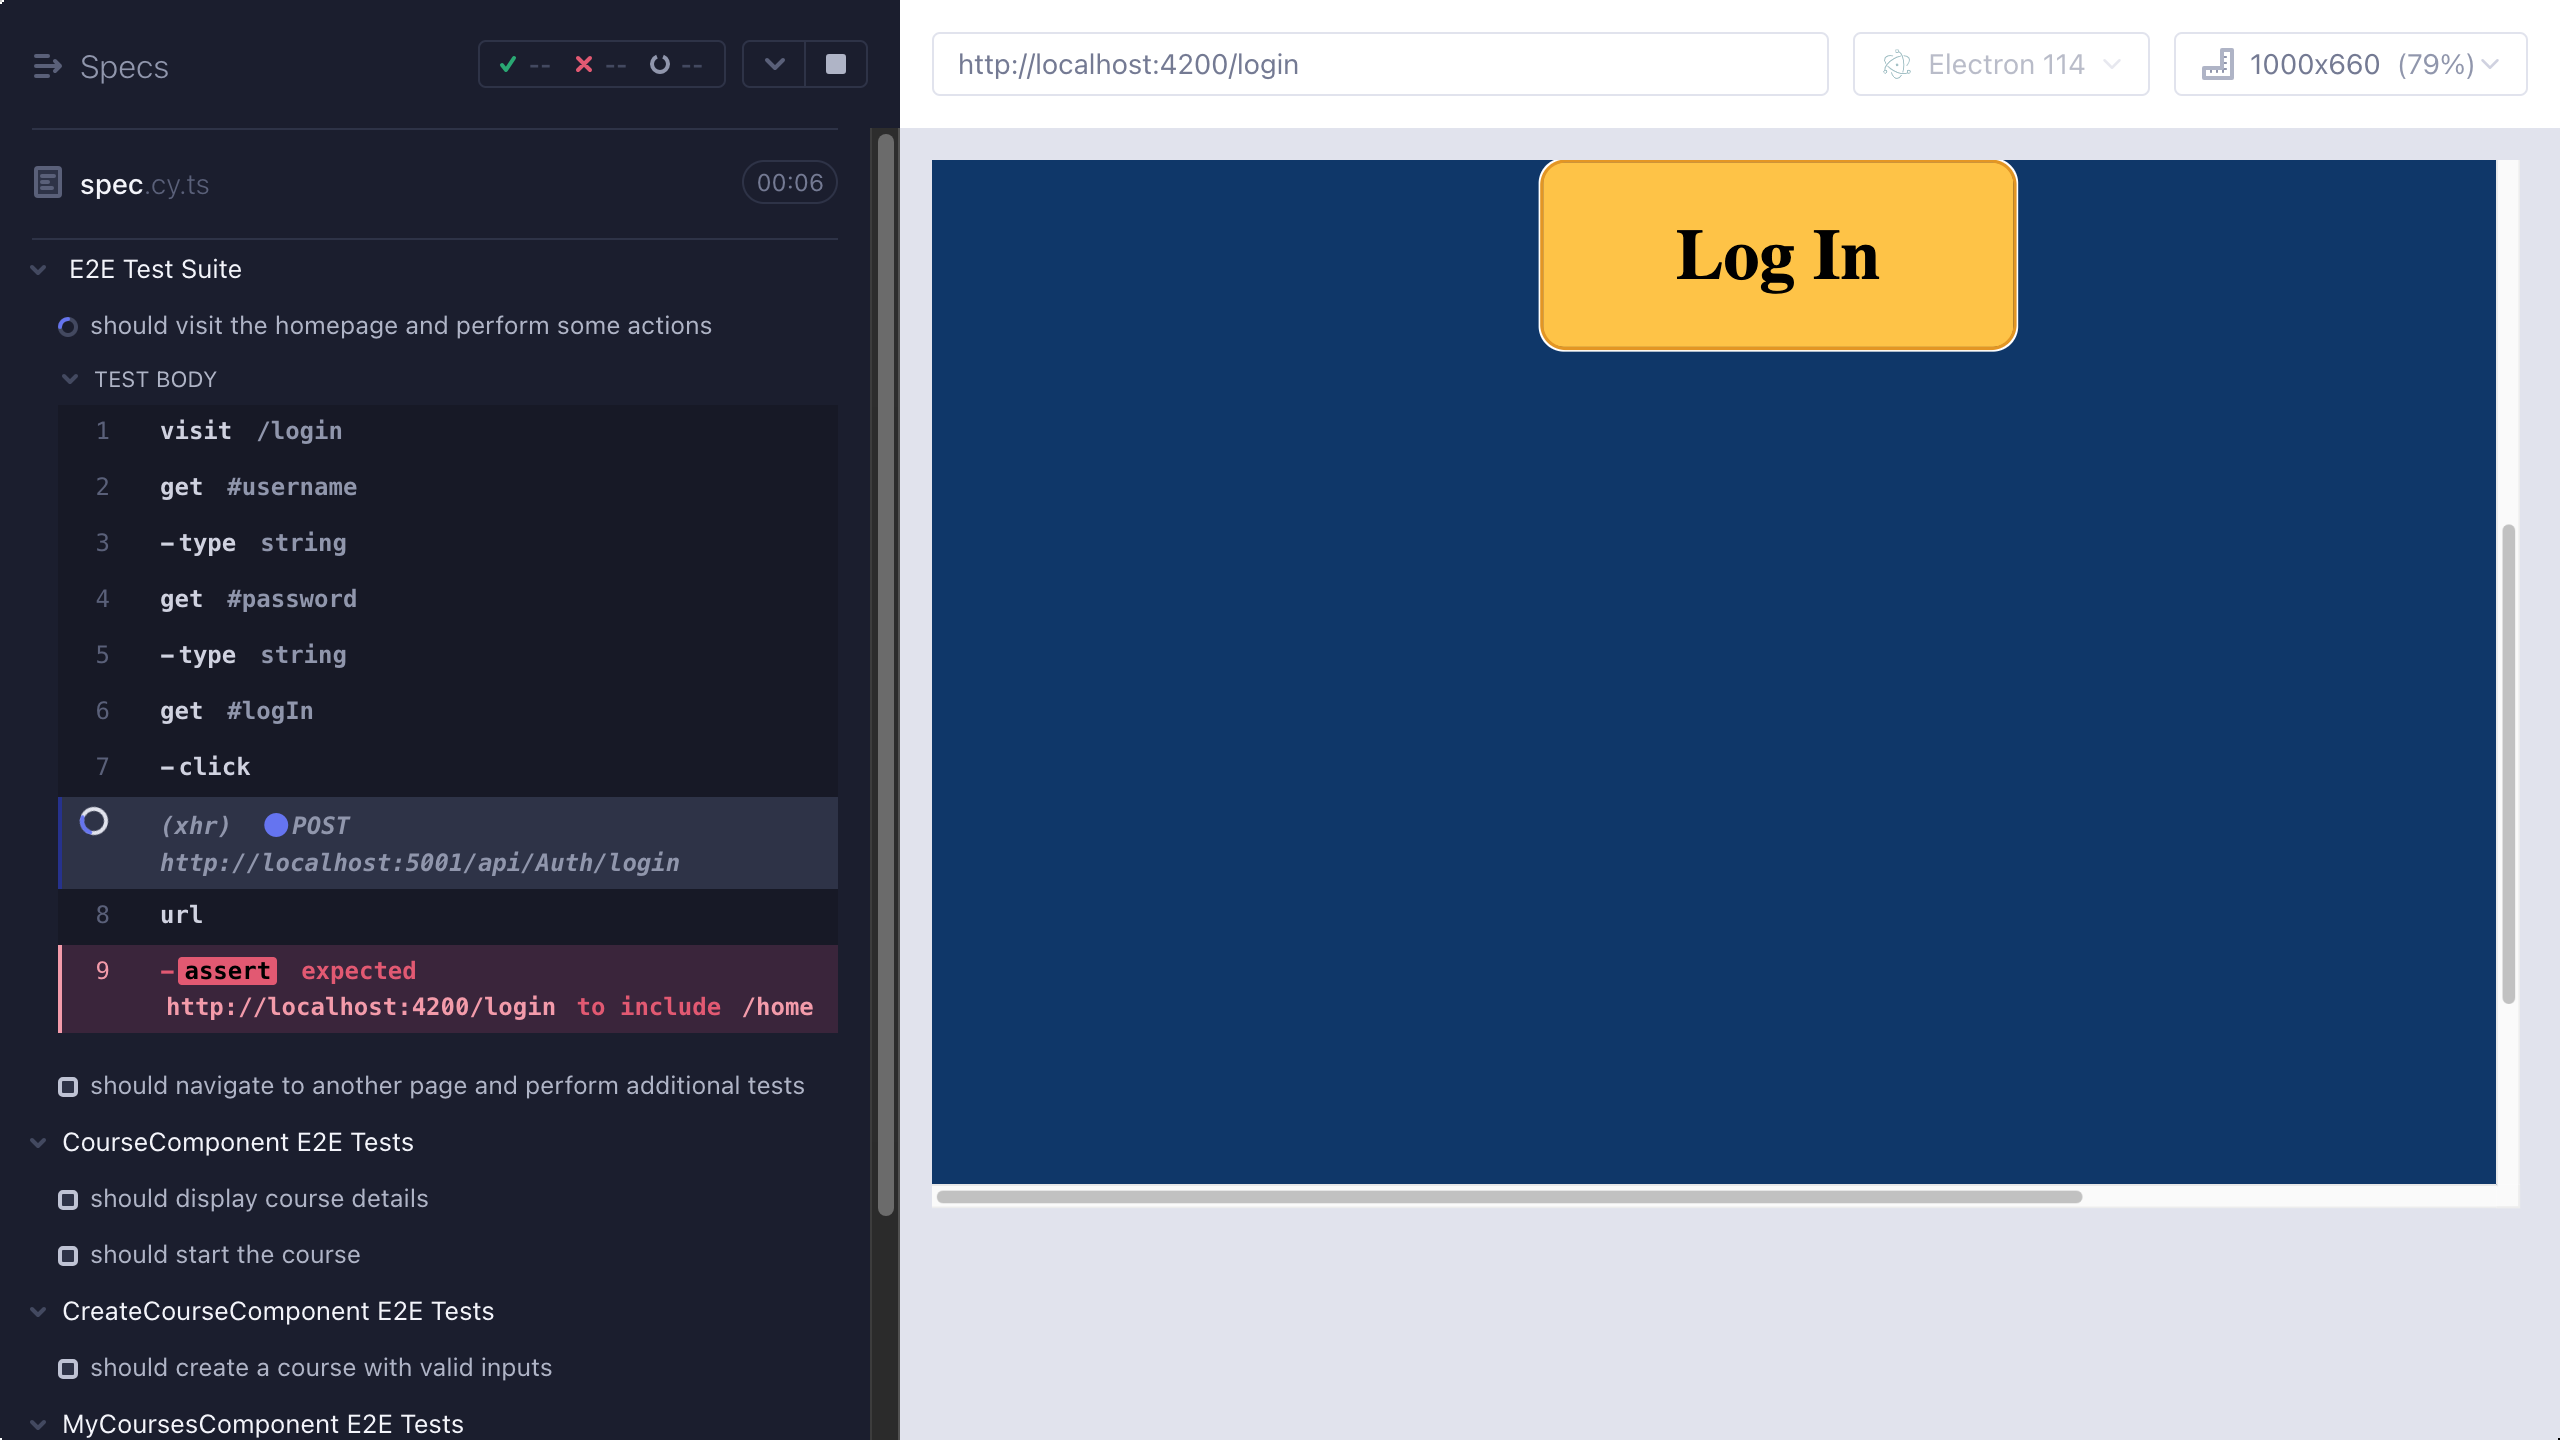 Specs
-- -- --
spec.cy.ts
00:06
E2E Test Suite
should visit the homepage and perform some actions
TEST BODY
1 visit /login
2 get #username
3 -type string
4 get #password
5 -type string
6 get #logIn
7 -click
(xhr) POST
http://localhost:5001/api/Auth/login
8 url
9 -assert expected
http://localhost:4200/login to include /home
should navigate to another page and perform additional tests
CourseComponent E2E Tests
should display course details
should start the course
CreateCourseComponent E2E Tests
should create a course with valid inputs
MyCoursesComponent E2E Tests
http://localhost:4200/login
Electron 114
1000x660 (79%)
Log In